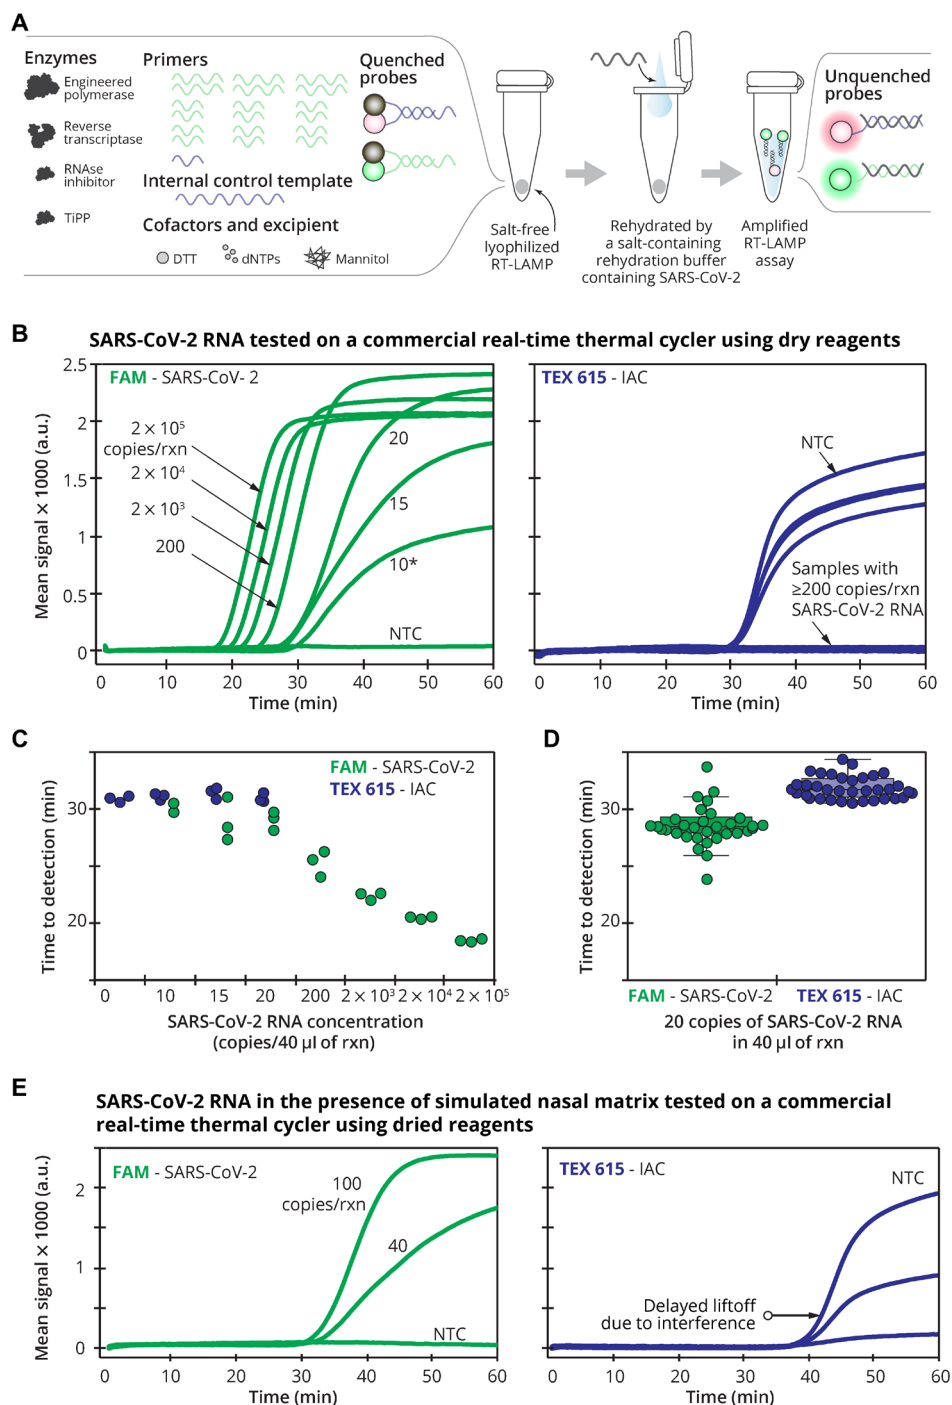 A
Enzymes
Engineered
polymerase
Reverse
transcriptase
RNAse
inhibitor
TiPP
Primers
Internal control template
Cofactors and excipient
DTT
dNTPs
Mannitol
Quenched
probes
Salt-free
lyophilized
RT-LAMP
Rehydrated by
a salt-containing
rehydration buffer
containing SARS-CoV-2
Amplified
RT-LAMP
assay
Unquenched
probes
B
SARS-CoV-2 RNA tested on a commercial real-time thermal cycler using dry reagents
Mean signal × 1000 (a.u.)
2.5
2
1.5
1
0.5
0
FAM - SARS-CoV- 2
2 × 10⁵
copies/rxn
2 × 10⁴
2 × 10³
200
20
15
10*
NTC
0 10 20 30 40 50 60
Time (min)
TEX 615 - IAC
NTC
Samples with
≥200 copies/rxn
SARS-CoV-2 RNA
0 10 20 30 40 50 60
Time (min)
C
Time to detection (min)
30
20
FAM - SARS-CoV-2
TEX 615 - IAC
0 10 15 20 200 2 × 10³ 2 × 10⁴ 2 × 10⁵
SARS-CoV-2 RNA concentration
(copies/40 µl of rxn)
D
Time to detection (min)
30
20
FAM - SARS-CoV-2 TEX 615 - IAC
20 copies of SARS-CoV-2 RNA
in 40 µl of rxn
E
SARS-CoV-2 RNA in the presence of simulated nasal matrix tested on a commercial
real-time thermal cycler using dried reagents
Mean signal × 1000 (a.u.)
2
1
0
FAM - SARS-CoV-2
100
copies/rxn
40
NTC
0 10 20 30 40 50 60
Time (min)
TEX 615 - IAC
NTC
Delayed liftoff
due to interference
0 10 20 30 40 50 60
Time (min)